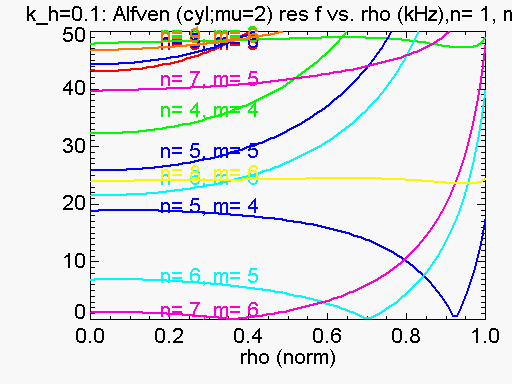 k_h=0.1: Alfven (cyl;mu=2) res f vs. rho (kHz),n= 1, n
50
n= 7, m= 5
40
n= 4, m= 4
30
n= 5, m= 5
20
n= 5, m= 4
10
n= 6, m= 5
0
n= 7, m= 6
0.0 0.2 0.4 0.6 0.8 1.0
rho (norm)